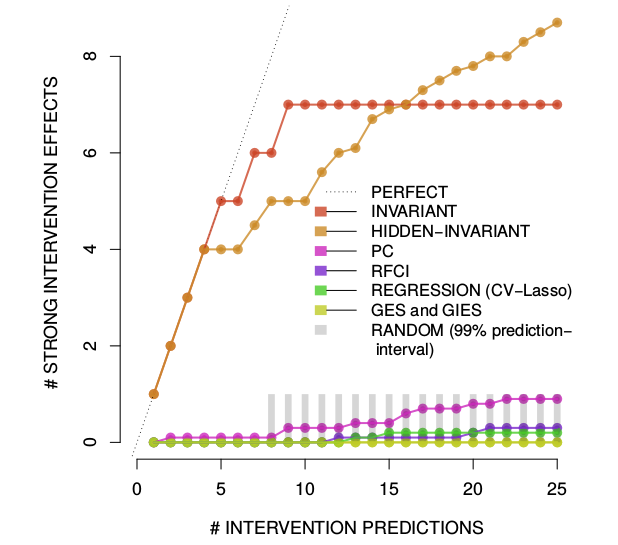 # STRONG INTERVENTION EFFECTS
8
6
4
2
0
PERFECT
INVARIANT
HIDDEN−INVARIANT
PC
RFCI
REGRESSION (CV−Lasso)
GES and GIES
RANDOM (99% prediction−
interval)
0 5 10 15 20 25
# INTERVENTION PREDICTIONS